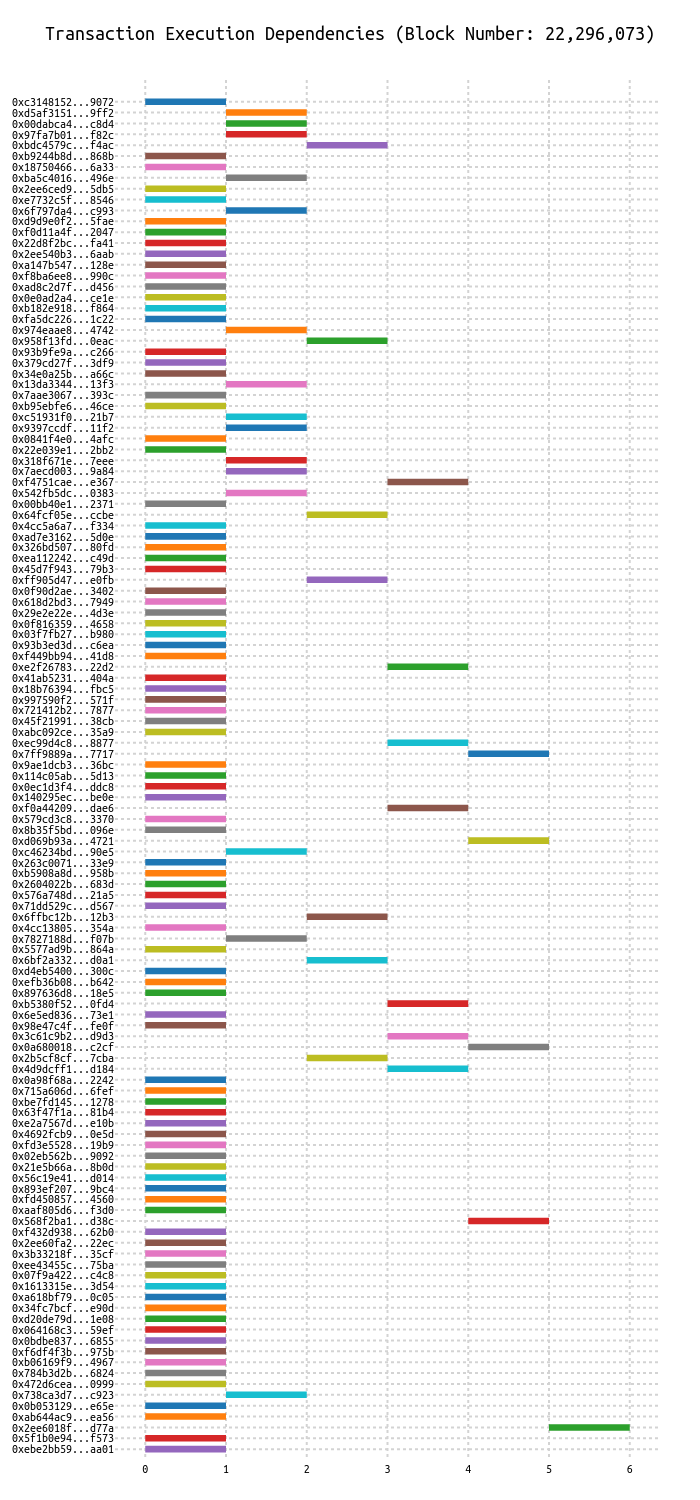 Transaction Execution Dependencies (Block Number: 22,296,073)
0xc3148152...9072
0xd5af3151...9ff2
0x00dabca4...c8d4
0x97fa7b01...f82c
0xbdc4579c...f4ac
0xb9244b8d...868b
0x18750466...6a33
0xba5c4016...496e
0x2ee6ced9...5db5
0xe7732c5f...8546
0x6f797da4...c993
0xd9d9e0f2...5fae
0xf0d11a4f...2047
0x22d8f2bc...fa41
0x2ee540b3...6aab
0xa147b547...128e
0xf8ba6ee8...990c
0xad8c2d7f...d456
0x0e0ad2a4...ce1e
0xb182e918...f864
0xfa5dc226...1c22
0x974eaae8...4742
0x958f13fd...0eac
0x93b9fe9a...c266
0x379cd27f...3df9
0x34e0a25b...a66c
0x13da3344...13f3
0x7aae3067...393c
0xb95ebfe6...46ce
0xc51931f0...21b7
0x9397ccdf...11f2
0x0841f4e0...4afc
0x22e039e1...2bb2
0x318f671e...7eee
0x7aecd003...9a84
0xf4751cae...e367
0x542fb5dc...0383
0x00bb40e1...2371
0x64fcf05e...ccbe
0x4cc5a6a7...f334
0xad7e3162...5d0e
0x326bd507...80fd
0xea112242...c49d
0x45d7f943...79b3
0xff905d47...e0fb
0x0f90d2ae...3402
0x618d2bd3...7949
0x29e2e22e...4d3e
0x0f816359...4658
0x03f7fb27...b980
0x93b3ed3d...c6ea
0xf449bb94...41d8
0xe2f26783...22d2
0x41ab5231...404a
0x18b76394...fbc5
0x997590f2...571f
0x721412b2...7877
0x45f21991...38cb
0xabc092ce...35a9
0xec99d4c8...8877
0x7ff9889a...7717
0x9ae1dcb3...36bc
0x114c05ab...5d13
0x0ec1d3f4...ddc8
0x140295ec...be0e
0xf0a44209...dae6
0x579cd3c8...3370
0x8b35f5bd...096e
0xd069b93a...4721
0xc46234bd...90e5
0x263c0071...33e9
0xb5908a8d...958b
0x2604022b...683d
0x576a748d...21a5
0x71dd529c...d567
0x6ffbc12b...12b3
0x4cc13805...354a
0x7827188d...f07b
0x5577ad9b...864a
0x6bf2a332...d0a1
0xd4eb5400...300c
0xefb36b08...b642
0x897636d8...18e5
0xb5380f52...0fd4
0x6e5ed836...73e1
0x98e47c4f...fe0f
0x3c61c9b2...d9d3
0x0a680018...c2cf
0x2b5cf8cf...7cba
0x4d9dcff1...d184
0x0a98f68a...2242
0x715a606d...6fef
0xbe7fd145...1278
0x63f47f1a...81b4
0xe2a7567d...e10b
0x4692fcb9...0e5d
0xfd3e5528...19b9
0x02eb562b...9092
0x21e5b66a...8b0d
0x56c19e41...d014
0x893ef207...9bc4
0xfd450857...4560
0xaaf805d6...f3d0
0x568f2ba1...d38c
0xf432d938...62b0
0x2ee60fa2...22ec
0x3b33218f...35cf
0xee43455c...75ba
0x07f9a422...c4c8
0x1613315e...3d54
0xa618bf79...0c05
0x34fc7bcf...e90d
0xd20de79d...1e08
0x064168c3...59ef
0x0bdbe837...6855
0xf6df4f3b...975b
0xb06169f9...4967
0x784b3d2b...6824
0x472d6cea...0999
0x738ca3d7...c923
0x0b053129...e65e
0xab644ac9...ea56
0x2ee6018f...d77a
0x5f1b0e94...f573
0xebe2bb59...aa01
0 1 2 3 4 5 6